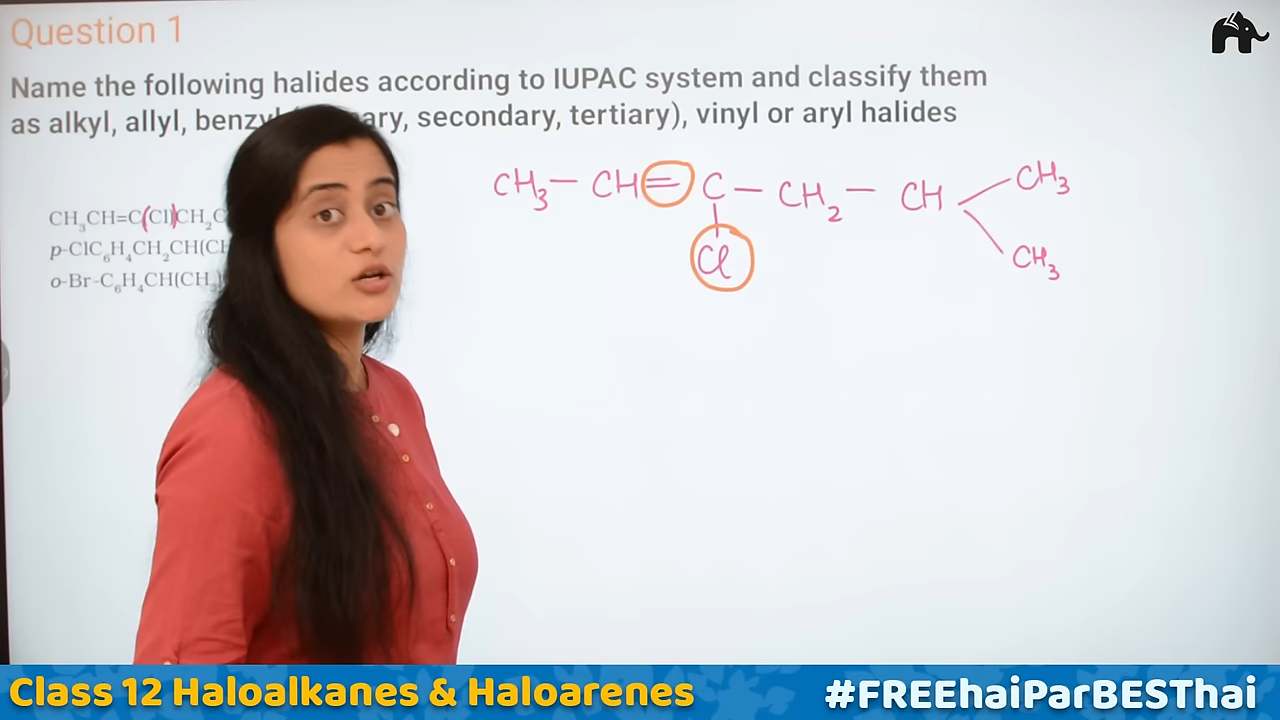 Question 1
Name the following halides according to IUPAC system and classify them
as alkyl, allyl, secondary, tertiary), vinyl or aryl halides
CH₃CH=C(Cl)CH₂C
p-ClC₆H₄CH₂CH(CH
o-Br-C₆H₄CH(CH
CH₃ — CH = C — CH₂ — CH CH₃
Cl CH₃
Class 12 Haloalkanes & Haloarenes #FREEhaiParBESThai